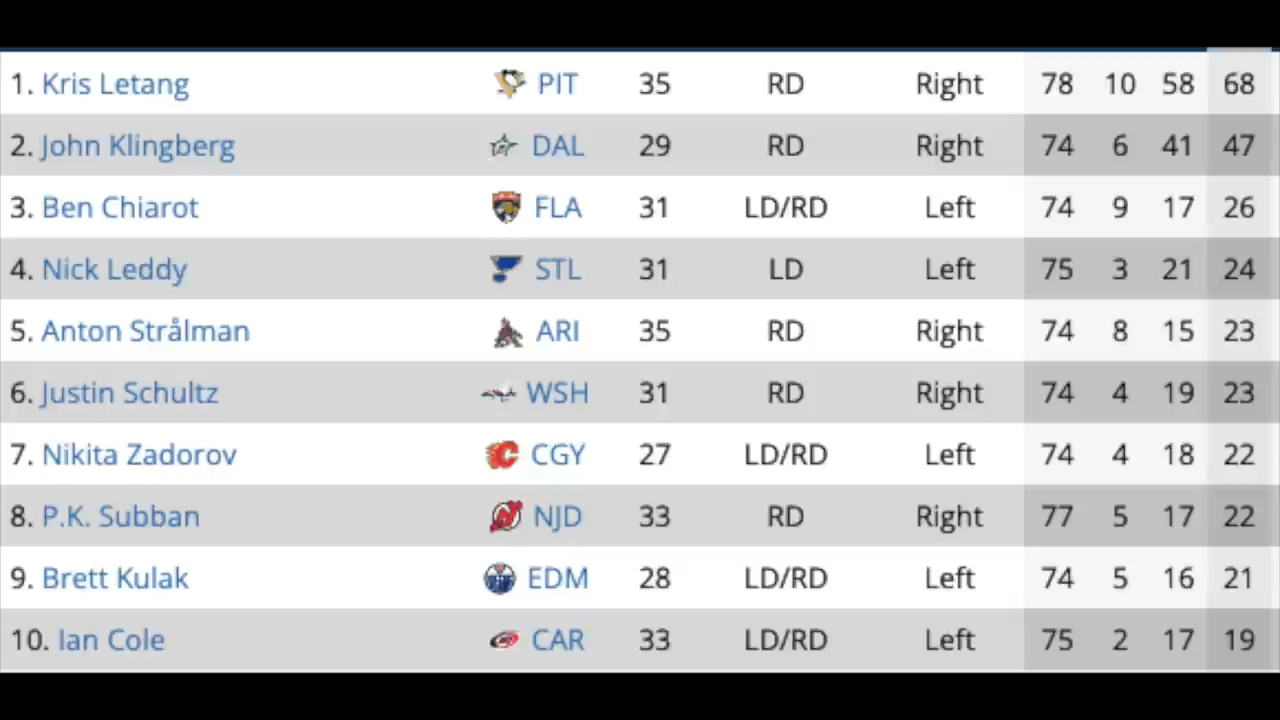 1. Kris Letang PIT 35 RD Right 78 10 58 68
2. John Klingberg DAL 29 RD Right 74 6 41 47
3. Ben Chiarot FLA 31 LD/RD Left 74 9 17 26
4. Nick Leddy STL 31 LD Left 75 3 21 24
5. Anton Strålman ARI 35 RD Right 74 8 15 23
6. Justin Schultz WSH 31 RD Right 74 4 19 23
7. Nikita Zadorov CGY 27 LD/RD Left 74 4 18 22
8. P.K. Subban NJD 33 RD Right 77 5 17 22
9. Brett Kulak EDM 28 LD/RD Left 74 5 16 21
10. Ian Cole CAR 33 LD/RD Left 75 2 17 19